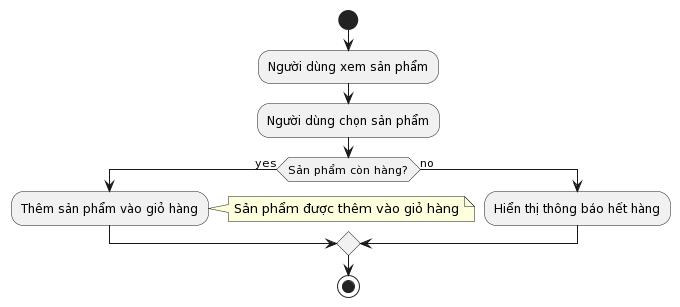 Người dùng xem sản phẩm
Người dùng chọn sản phẩm
Sản phẩm còn hàng?
yes
no
Thêm sản phẩm vào giỏ hàng
Sản phẩm được thêm vào giỏ hàng
Hiển thị thông báo hết hàng